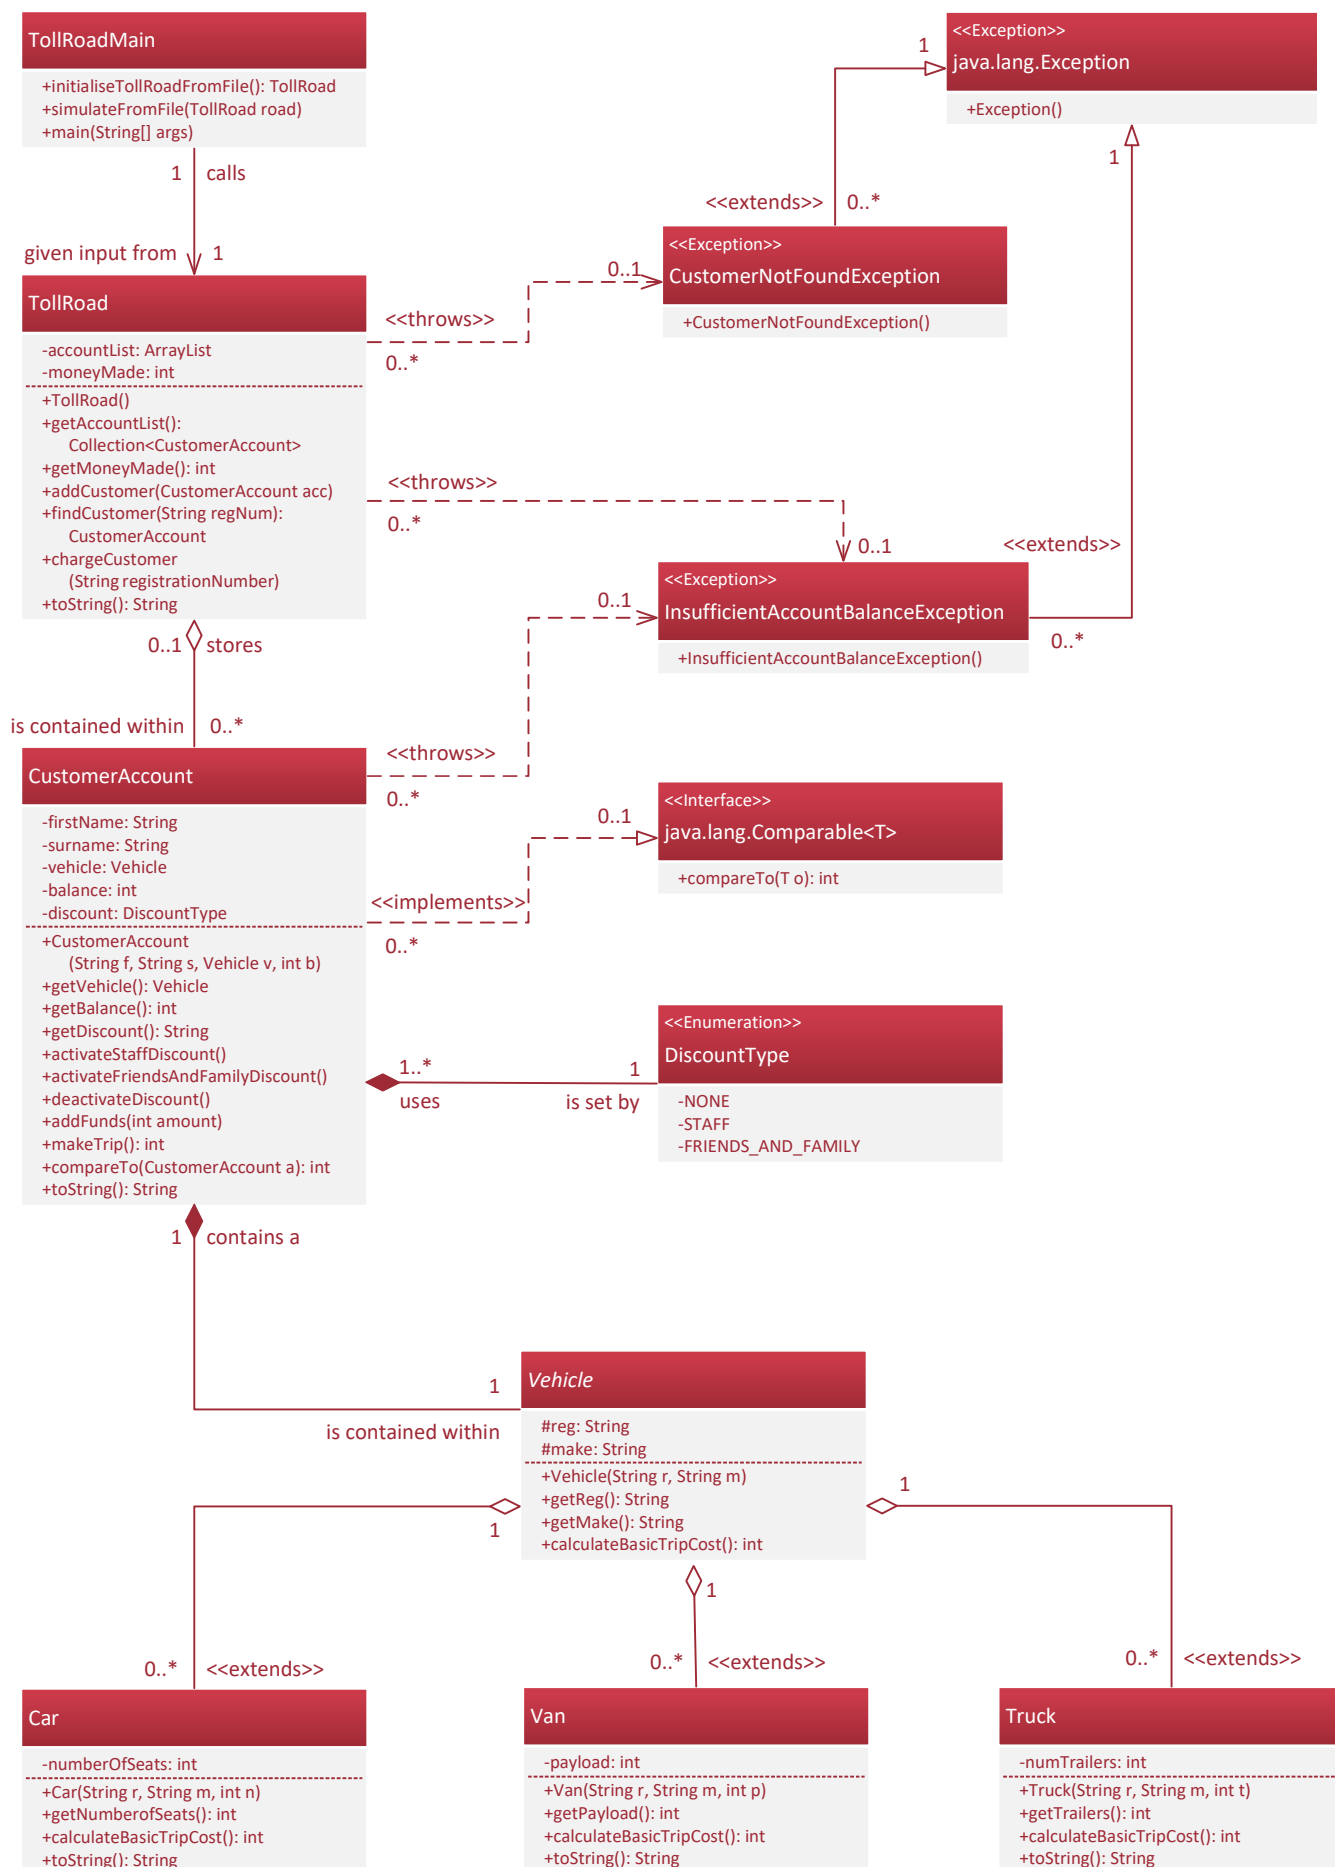 TollRoadMain
+initialiseTollRoadFromFile(): TollRoad
+simulateFromFile(TollRoad road)
+main(String[] args)
1 calls
given input from 1
<<Exception>>
java.lang.Exception
+Exception()
1
1
<<extends>> 0..*
<<Exception>>
CustomerNotFoundException
+CustomerNotFoundException()
0..1
<<throws>>
0..*
TollRoad
-accountList: ArrayList
-moneyMade: int
+TollRoad()
+getAccountList():
Collection<CustomerAccount>
+getMoneyMade(): int
+addCustomer(CustomerAccount acc)
+findCustomer(String regNum):
CustomerAccount
+chargeCustomer
(String registrationNumber)
+toString(): String
<<throws>>
0..*
0..1
<<extends>>
<<Exception>>
InsufficientAccountBalanceException
+InsufficientAccountBalanceException()
0..*
0..1
0..1 stores
is contained within 0..*
<<throws>>
0..*
CustomerAccount
-firstName: String
-surname: String
-vehicle: Vehicle
-balance: int
-discount: DiscountType
+CustomerAccount
(String f, String s, Vehicle v, int b)
+getVehicle(): Vehicle
+getBalance(): int
+getDiscount(): String
+activateStaffDiscount()
+activateFriendsAndFamilyDiscount()
+deactivateDiscount()
+addFunds(int amount)
+makeTrip(): int
+compareTo(CustomerAccount a): int
+toString(): String
0..1
<<implements>>
0..*
<<Interface>>
java.lang.Comparable<T>
+compareTo(T o): int
1..*
uses
1
is set by
<<Enumeration>>
DiscountType
-NONE
-STAFF
-FRIENDS_AND_FAMILY
1 contains a
1
is contained within
Vehicle
#reg: String
#make: String
+Vehicle(String r, String m)
+getReg(): String
+getMake(): String
+calculateBasicTripCost(): int
1
1
1
0..* <<extends>>
0..* <<extends>>
0..* <<extends>>
Car
-numberOfSeats: int
+Car(String r, String m, int n)
+getNumberofSeats(): int
+calculateBasicTripCost(): int
+toString(): String
Van
-payload: int
+Van(String r, String m, int p)
+getPayload(): int
+calculateBasicTripCost(): int
+toString(): String
Truck
-numTrailers: int
+Truck(String r, String m, int t)
+getTrailers(): int
+calculateBasicTripCost(): int
+toString(): String